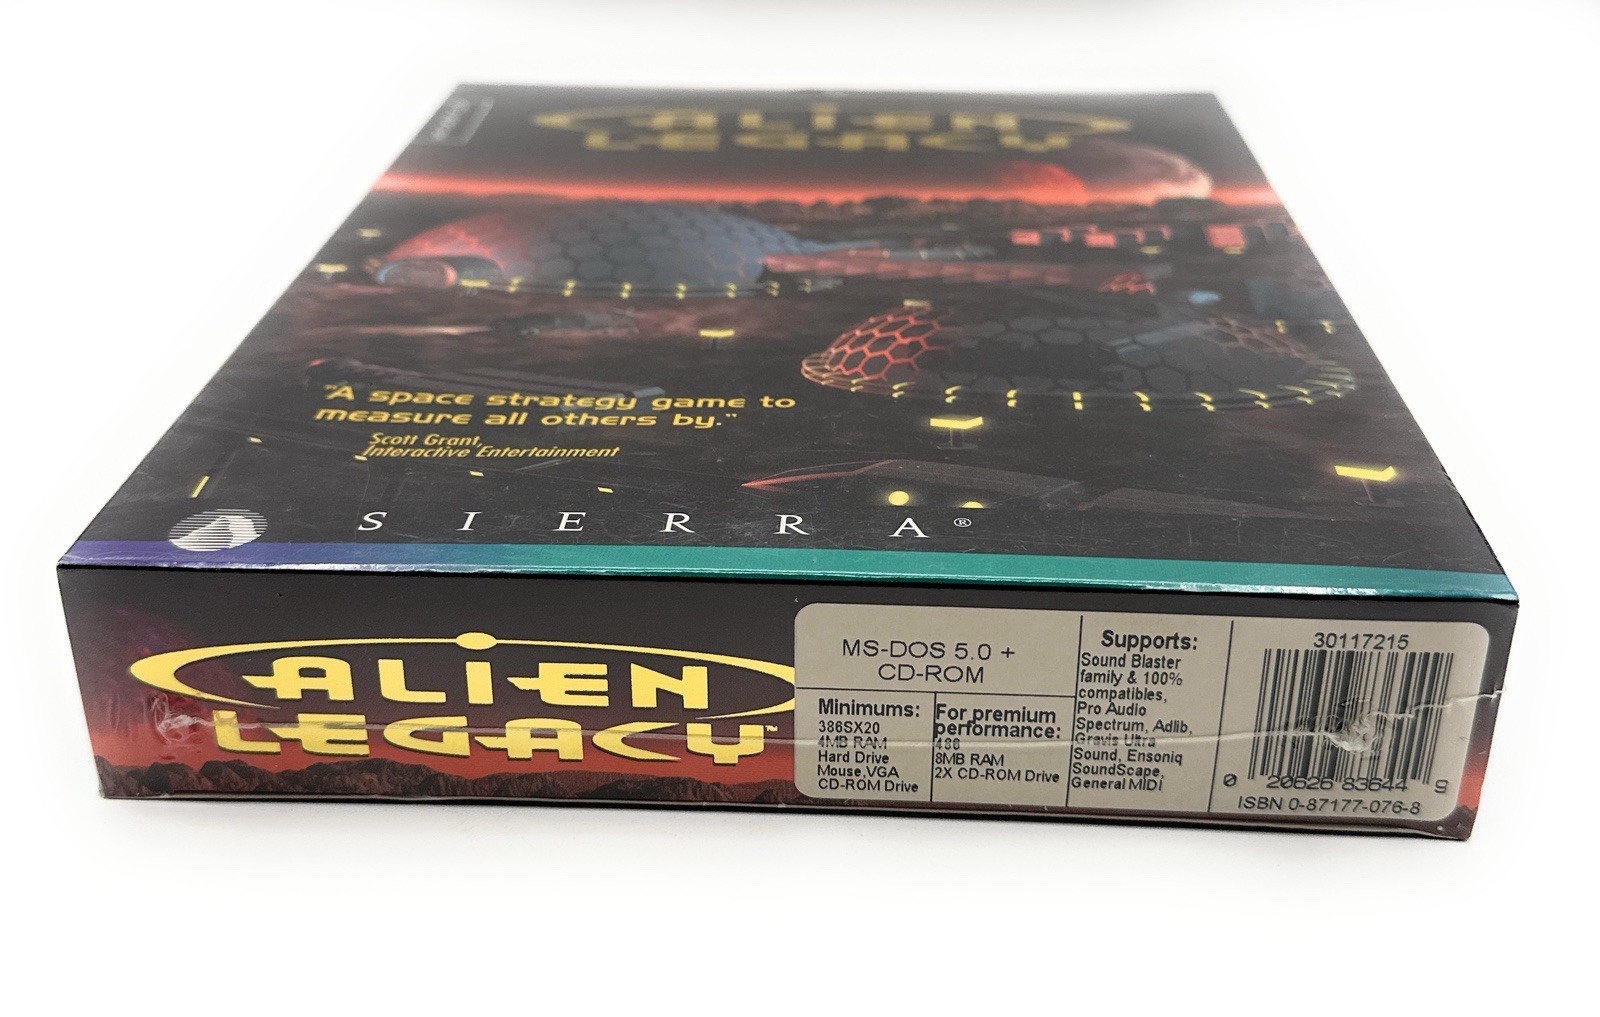 ALIEN
LEGACY
"A space strategy game to
measure all others by."
Scott Grant,
Interactive Entertainment
SIERRA®
ALIEN
LEGACY™
MS-DOS 5.0 +
CD-ROM
Minimums:
386SX20
4MB RAM
Hard Drive
Mouse,VGA
CD-ROM Drive
For premium
performance:
486
8MB RAM
2X CD-ROM Drive
Supports:
Sound Blaster
family & 100%
compatibles,
Pro Audio
Spectrum, Adlib,
Gravis Ultra
Sound, Ensoniq
SoundScape,
General MIDI
30117215
0 20626 83644 9
ISBN 0-87177-076-8